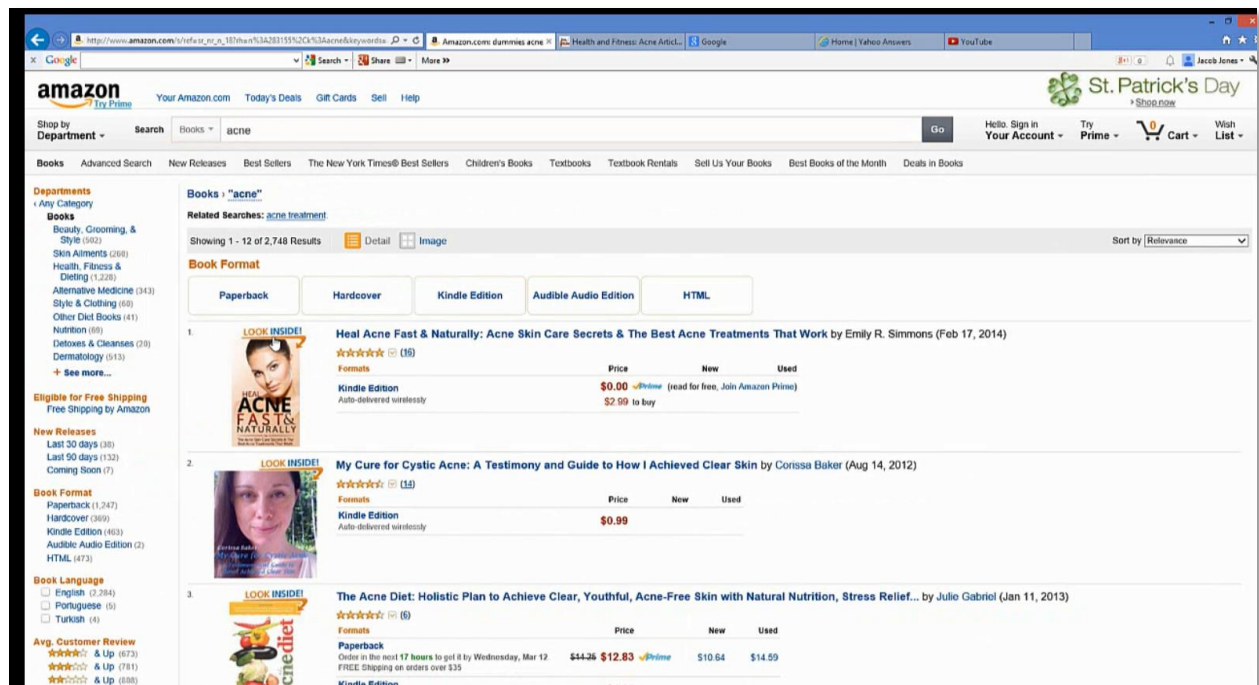 http://www.amazon.com/s/ref=sr_nr_n_18?rh=n%3A283155%2Ck%3Aacne&keywords=
Amazon.com: dummies acne
Health and Fitness: Acne Articl...
Google
Home | Yahoo Answers
YouTube
Google
Search
Share
More >>
0
Jacob Jones
amazon
Try Prime
Your Amazon.com
Today's Deals
Gift Cards
Sell
Help
St. Patrick's Day
Shop now
Shop by
Department
Search
Books
acne
Go
Hello. Sign in
Your Account
Try
Prime
0
Cart
Wish
List
Books
Advanced Search
New Releases
Best Sellers
The New York Times® Best Sellers
Children's Books
Textbooks
Textbook Rentals
Sell Us Your Books
Best Books of the Month
Deals in Books
Departments
‹ Any Category
Books
Beauty, Grooming, &
Style (502)
Skin Ailments (260)
Health, Fitness &
Dieting (1,228)
Alternative Medicine (343)
Style & Clothing (60)
Other Diet Books (41)
Nutrition (69)
Detoxes & Cleanses (20)
Dermatology (513)
+ See more...
Eligible for Free Shipping
Free Shipping by Amazon
New Releases
Last 30 days (38)
Last 90 days (132)
Coming Soon (7)
Book Format
Paperback (1,247)
Hardcover (369)
Kindle Edition (463)
Audible Audio Edition (2)
HTML (473)
Book Language
English (2,284)
Portuguese (5)
Turkish (4)
Avg. Customer Review
& Up (673)
& Up (781)
& Up (808)
Books › "acne"
Related Searches: acne treatment.
Showing 1 - 12 of 2,748 Results
Detail
Image
Sort by Relevance
Book Format
Paperback
Hardcover
Kindle Edition
Audible Audio Edition
HTML
1.
LOOK INSIDE!
HEAL
ACNE
FAST &
NATURALLY
Heal Acne Fast & Naturally: Acne Skin Care Secrets & The Best Acne Treatments That Work by Emily R. Simmons (Feb 17, 2014)
(16)
Formats Price New Used
Kindle Edition $0.00 Prime (read for free, Join Amazon Prime)
Auto-delivered wirelessly $2.99 to buy
2.
LOOK INSIDE!
Corissa Baker
My Cure for Cystic Acne
My Cure for Cystic Acne: A Testimony and Guide to How I Achieved Clear Skin by Corissa Baker (Aug 14, 2012)
(14)
Formats Price New Used
Kindle Edition $0.99
Auto-delivered wirelessly
3.
LOOK INSIDE!
acnediet
The Acne Diet: Holistic Plan to Achieve Clear, Youthful, Acne-Free Skin with Natural Nutrition, Stress Relief... by Julie Gabriel (Jan 11, 2013)
(6)
Formats Price New Used
Paperback
Order in the next 17 hours to get it by Wednesday, Mar 12. $14.25 $12.83 Prime $10.64 $14.59
FREE Shipping on orders over $35
Kindle Edition